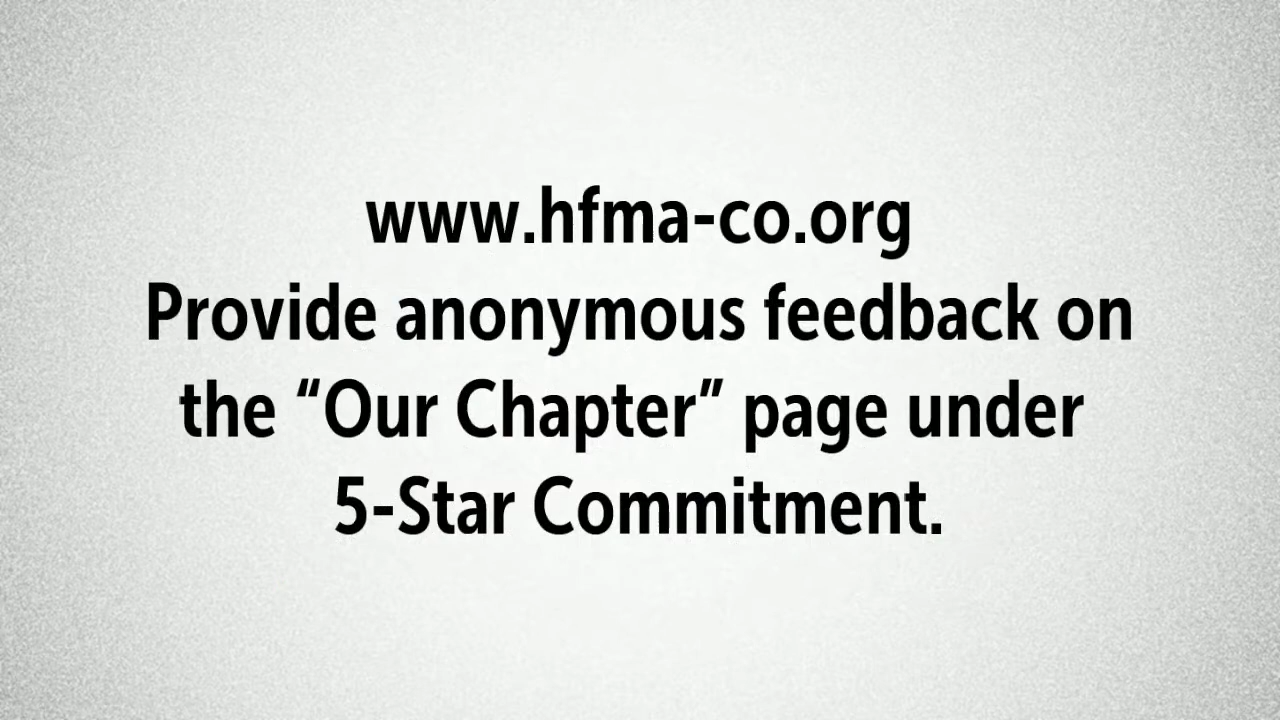 www.hfma-co.org
Provide anonymous feedback on
the “Our Chapter” page under
5-Star Commitment.